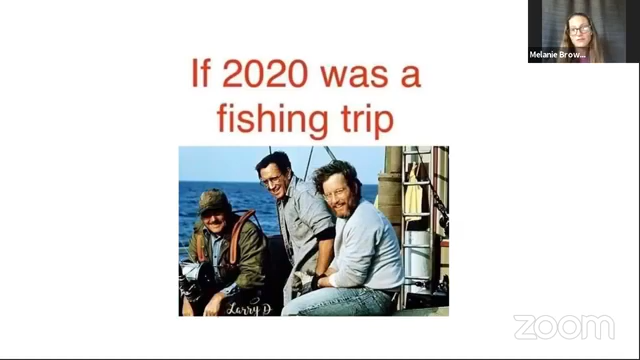 If 2020 was a
fishing trip
Larry D
Melanie Brow...
zoom